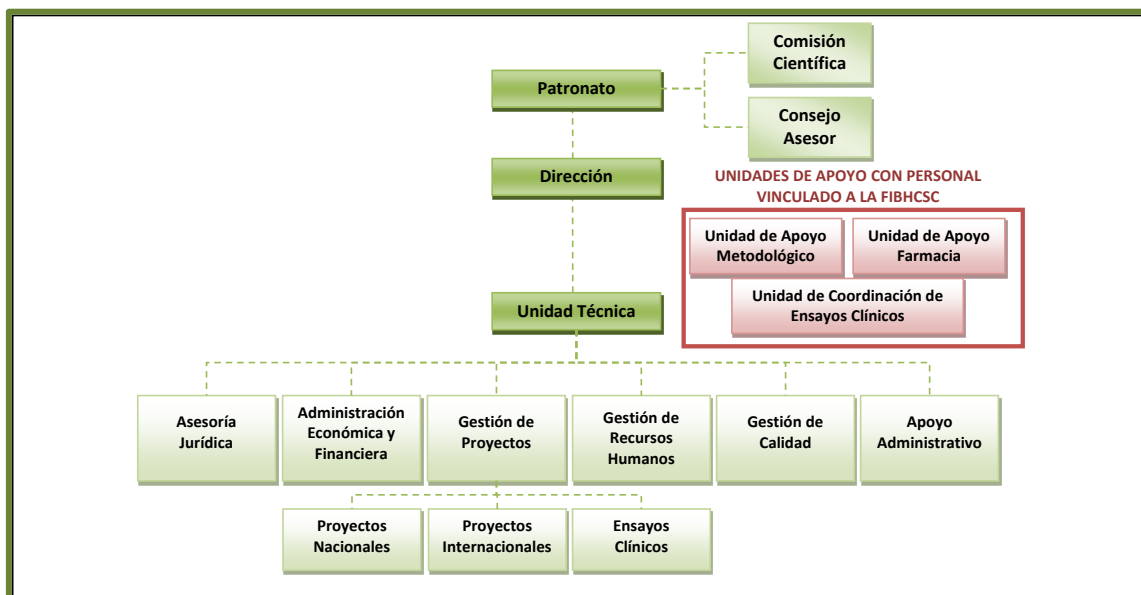 Comisión
Científica
Patronato
Consejo
Asesor
Dirección
UNIDADES DE APOYO CON PERSONAL
VINCULADO A LA FIBHCSC
Unidad de Apoyo
Metodológico
Unidad de Apoyo
Farmacia
Unidad de Coordinación de
Ensayos Clínicos
Unidad Técnica
Asesoría
Jurídica
Administración
Económica y
Financiera
Gestión de
Proyectos
Gestión de
Recursos
Humanos
Gestión de
Calidad
Apoyo
Administrativo
Proyectos
Nacionales
Proyectos
Internacionales
Ensayos
Clínicos